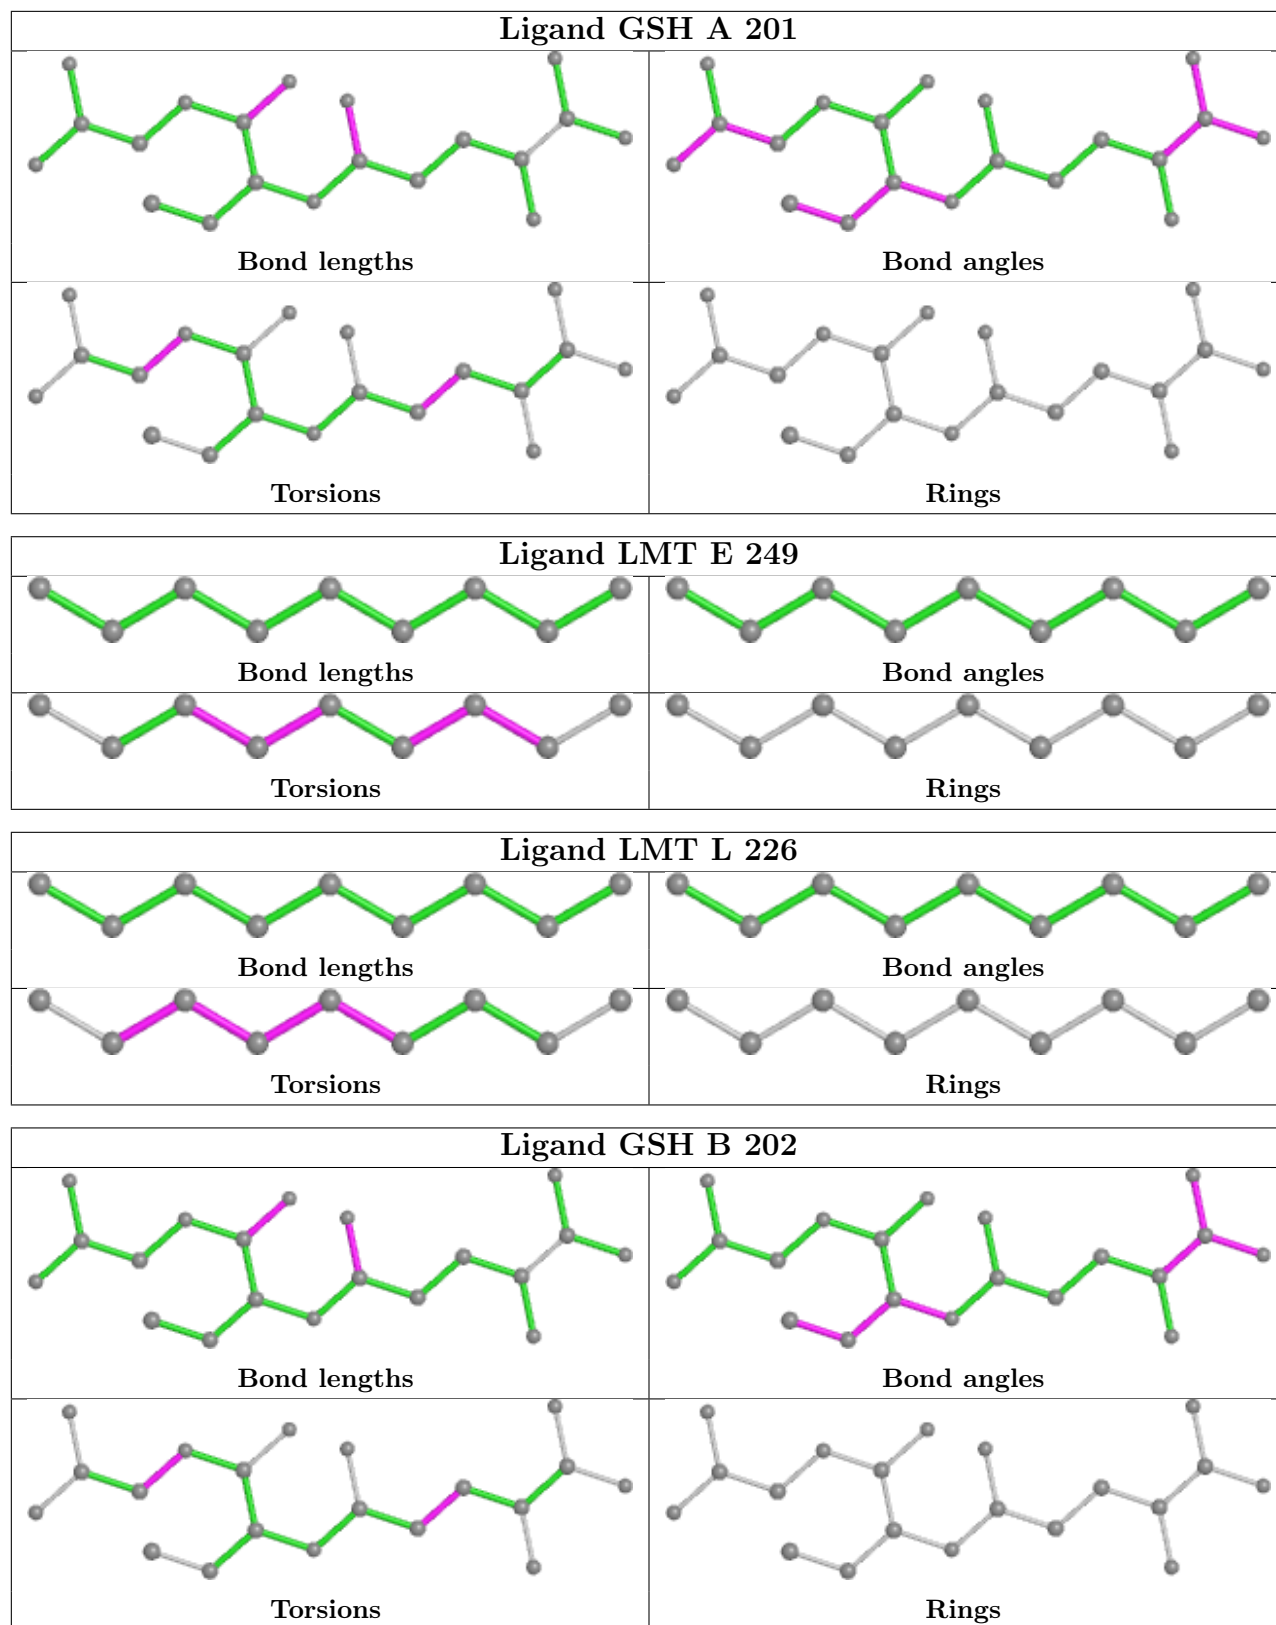 Ligand GSH A 201
Bond lengths
Bond angles
Torsions
Rings
Ligand LMT E 249
Bond lengths
Bond angles
Torsions
Rings
Ligand LMT L 226
Bond lengths
Bond angles
Torsions
Rings
Ligand GSH B 202
Bond lengths
Bond angles
Torsions
Rings